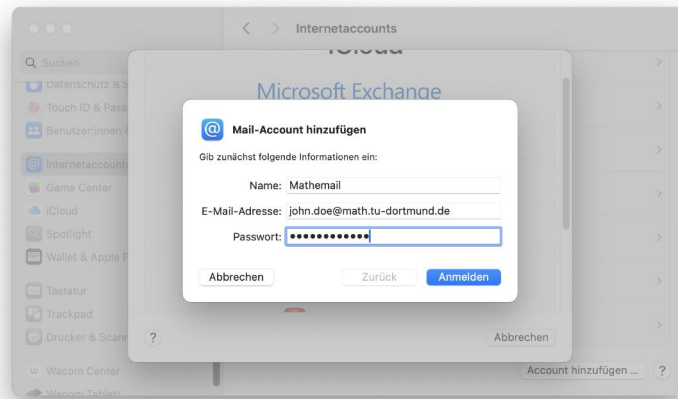 Internetaccounts
Suchen
iCloud
Datenschutz & S
Microsoft Exchange
Touch ID & Pass
Benutzer:innen &
Internetaccounts
Game Center
iCloud
Spotlight
Wallet & Apple P
Tastatur
Trackpad
Drucker & Scann
Wacom Center
Wacom Tablett
Mail-Account hinzufügen
Gib zunächst folgende Informationen ein:
Name: Mathemail
E-Mail-Adresse: john.doe@math.tu-dortmund.de
Passwort: ••••••••••••
Abbrechen Zurück Anmelden
? Abbrechen
Account hinzufügen ... ?